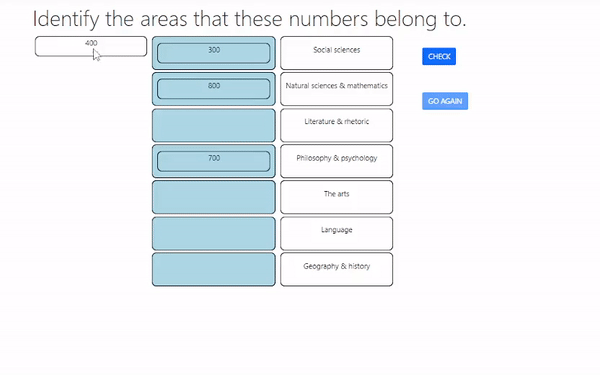 Identify the areas that these numbers belong to.
400
300
Social sciences
CHECK
800
Natural sciences & mathematics
GO AGAIN
Literature & rhetoric
700
Philosophy & psychology
The arts
Language
Geography & history